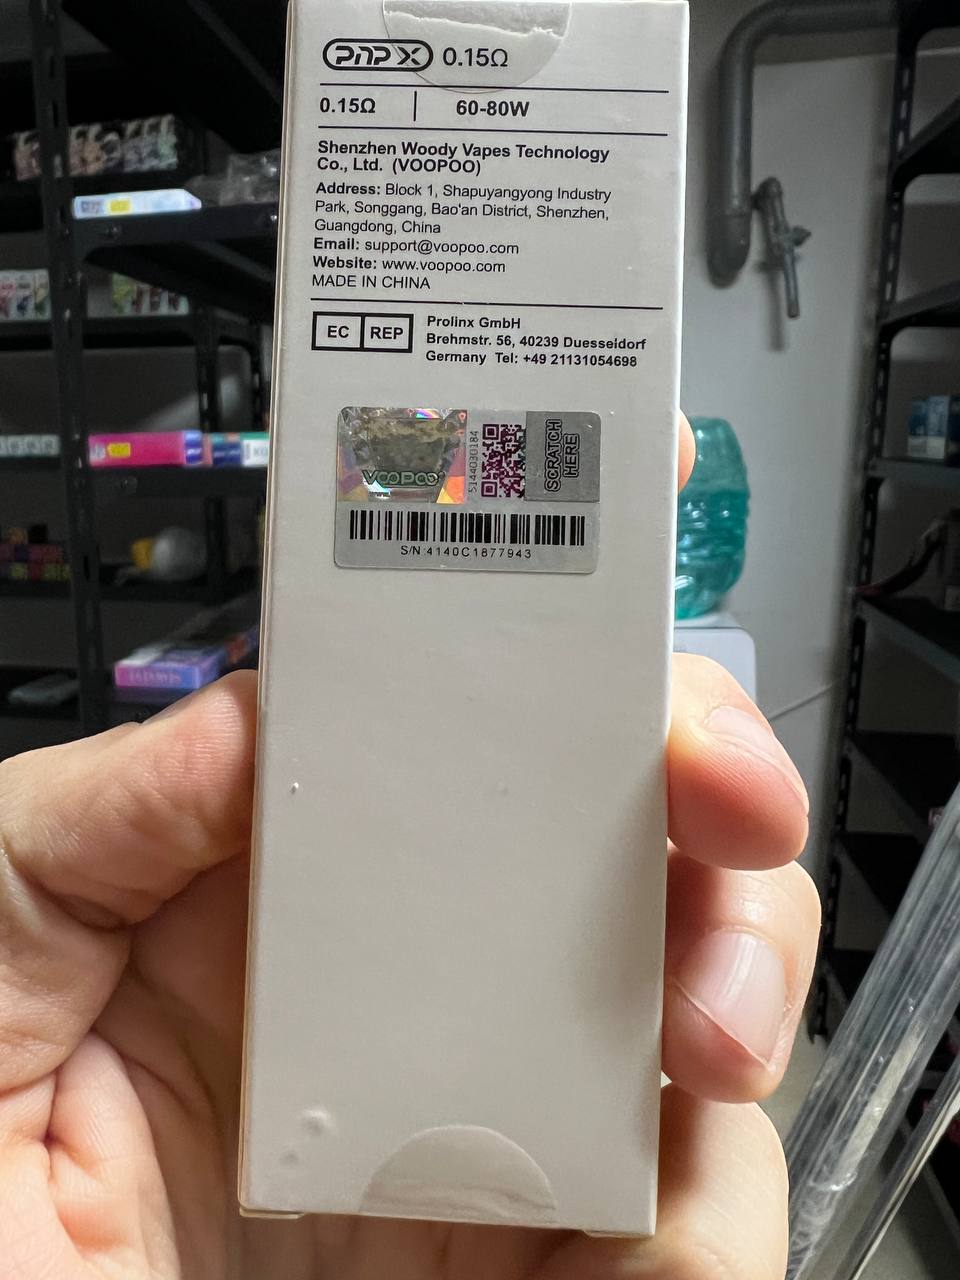 PnP X 0.15Ω
0.15Ω | 60-80W
Shenzhen Woody Vapes Technology
Co., Ltd. (VOOPOO)
Address: Block 1, Shapuyangyong Industry
Park, Songgang, Bao'an District, Shenzhen,
Guangdong, China
Email: support@voopoo.com
Website: www.voopoo.com
MADE IN CHINA
EC REP
Prolinx GmbH
Brehmstr. 56, 40239 Duesseidorf
Germany Tel: +49 21131054698
VOOPOO
5144030184
SCRATCH
HERE
S/N:4140C1877943